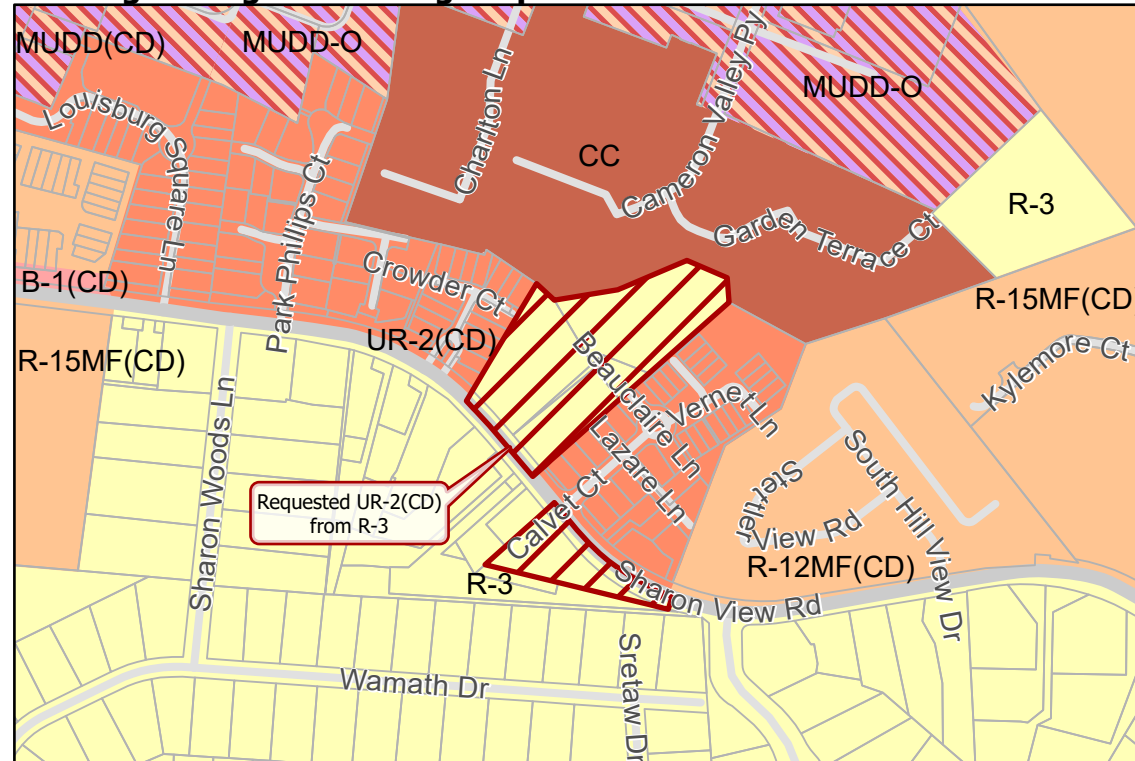 MUDD(CD)
MUDD-O
Louisburg Square Ln
Park Phillips Ct
Charlton Ln
CC
Cameron Valley Py
MUDD-O
Garden Terrace Ct
R-3
B-1(CD)
Crowder Ct
UR-2(CD)
R-15MF(CD)
R-15MF(CD
Kylemore Ct
Beauclaire Ln
Vernet Ln
Lazare Ln
Calvet Ct
Sharon Woods Ln
Requested UR-2(CD)
from R-3
Stertler
View Rd
South Hill View Dr
R-12MF(CD)
R-3
Sharon View Rd
Wamath Dr
Sretaw Dr